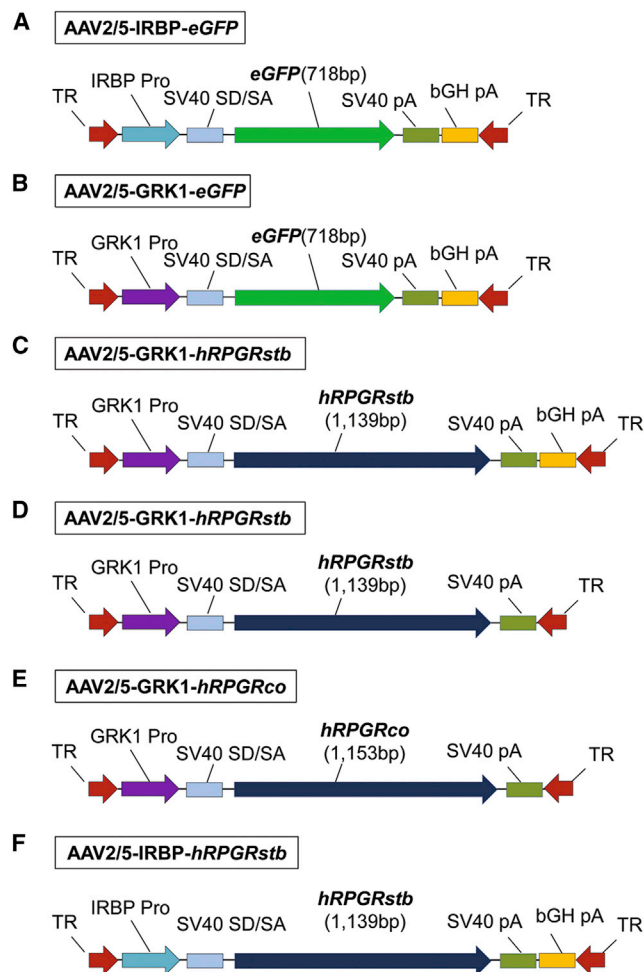 A AAV2/5-IRBP-eGFP
TR IRBP Pro SV40 SD/SA eGFP(718bp) SV40 pA bGH pA TR
B AAV2/5-GRK1-eGFP
TR GRK1 Pro SV40 SD/SA eGFP(718bp) SV40 pA bGH pA TR
C AAV2/5-GRK1-hRPGRstb
TR GRK1 Pro SV40 SD/SA hRPGRstb
(1,139bp) SV40 pA bGH pA TR
D AAV2/5-GRK1-hRPGRstb
TR GRK1 Pro SV40 SD/SA hRPGRstb
(1,139bp) SV40 pA TR
E AAV2/5-GRK1-hRPGRco
TR GRK1 Pro SV40 SD/SA hRPGRco
(1,153bp) SV40 pA TR
F AAV2/5-IRBP-hRPGRstb
TR IRBP Pro SV40 SD/SA hRPGRstb
(1,139bp) SV40 pA bGH pA TR